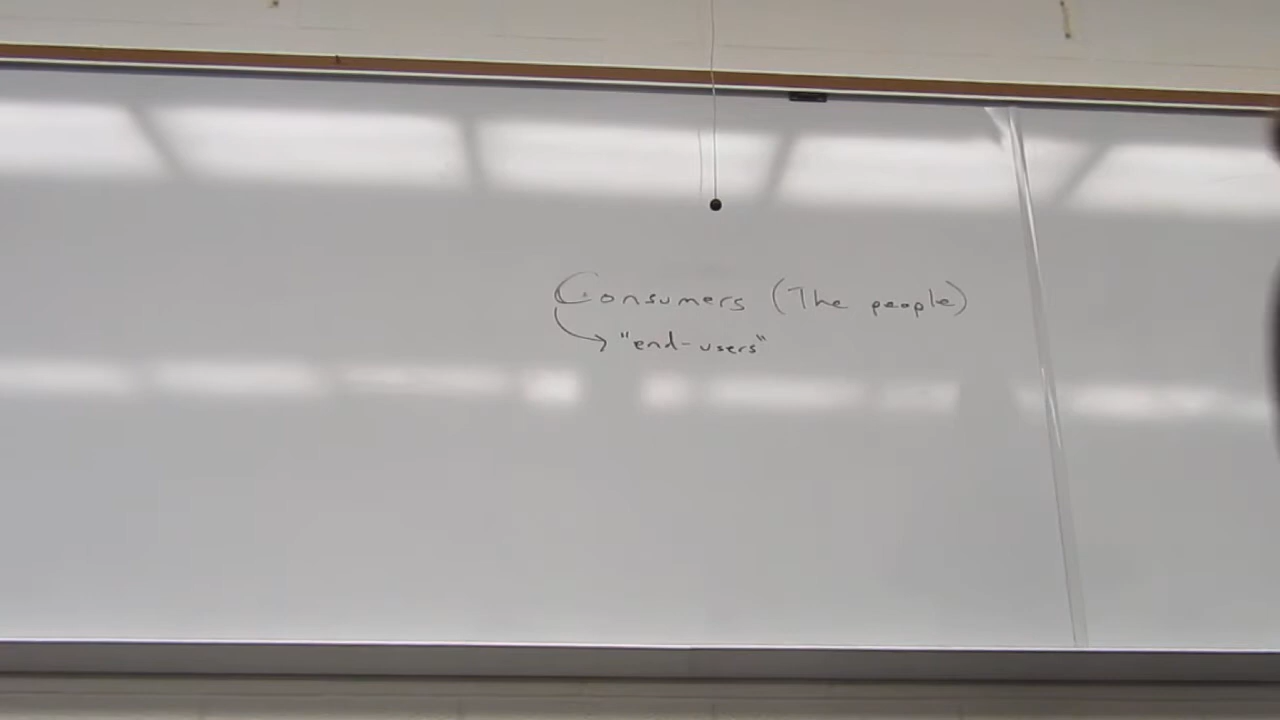 Consumers (The people)
→ "end-users"